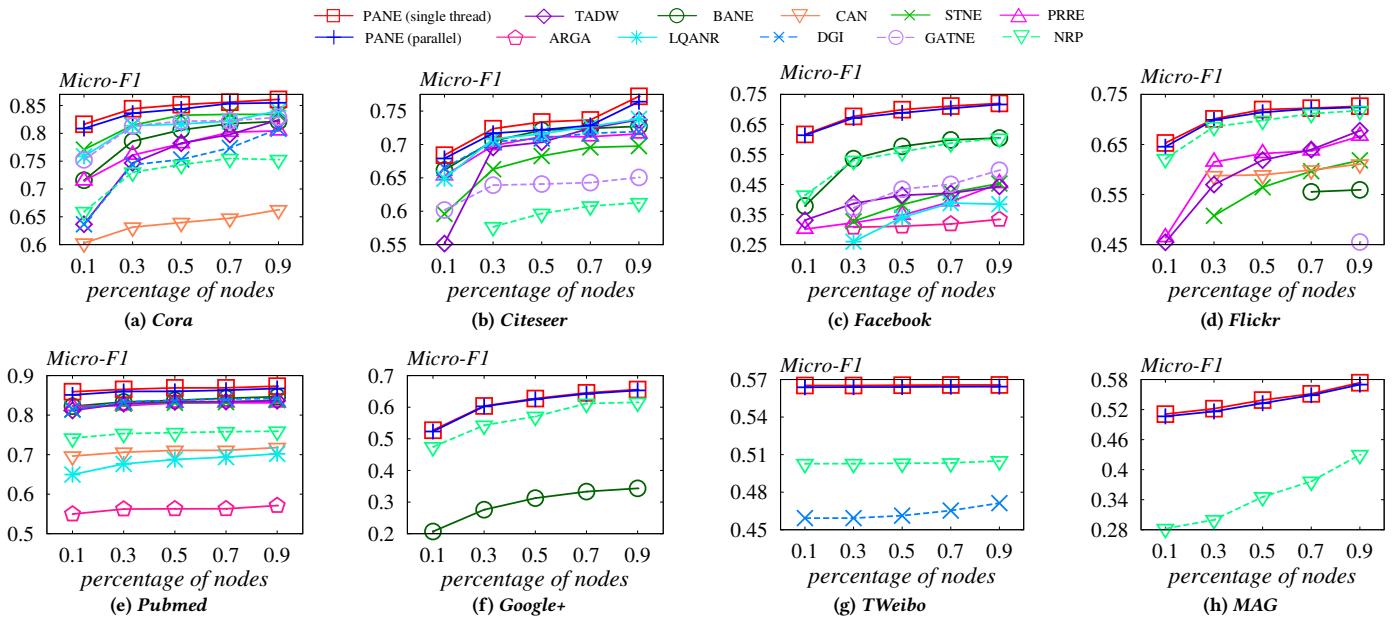 PANE (single thread) TADW BANE CAN STNE PRRE
PANE (parallel) ARGA LQANR DGI GATNE NRP
Micro-F1
0.85
0.8
0.75
0.7
0.65
0.6
0.1 0.3 0.5 0.7 0.9
percentage of nodes
(a) Cora
Micro-F1
0.75
0.7
0.65
0.6
0.55
0.1 0.3 0.5 0.7 0.9
percentage of nodes
(b) Citeseer
Micro-F1
0.75
0.65
0.55
0.45
0.35
0.25
0.1 0.3 0.5 0.7 0.9
percentage of nodes
(c) Facebook
Micro-F1
0.75
0.65
0.55
0.45
0.1 0.3 0.5 0.7 0.9
percentage of nodes
(d) Flickr
Micro-F1
0.9
0.8
0.7
0.6
0.5
0.1 0.3 0.5 0.7 0.9
percentage of nodes
(e) Pubmed
Micro-F1
0.7
0.6
0.5
0.4
0.3
0.2
0.1 0.3 0.5 0.7 0.9
percentage of nodes
(f) Google+
Micro-F1
0.57
0.54
0.51
0.48
0.45
0.1 0.3 0.5 0.7 0.9
percentage of nodes
(g) TWeibo
Micro-F1
0.58
0.52
0.46
0.4
0.34
0.28
0.1 0.3 0.5 0.7 0.9
percentage of nodes
(h) MAG